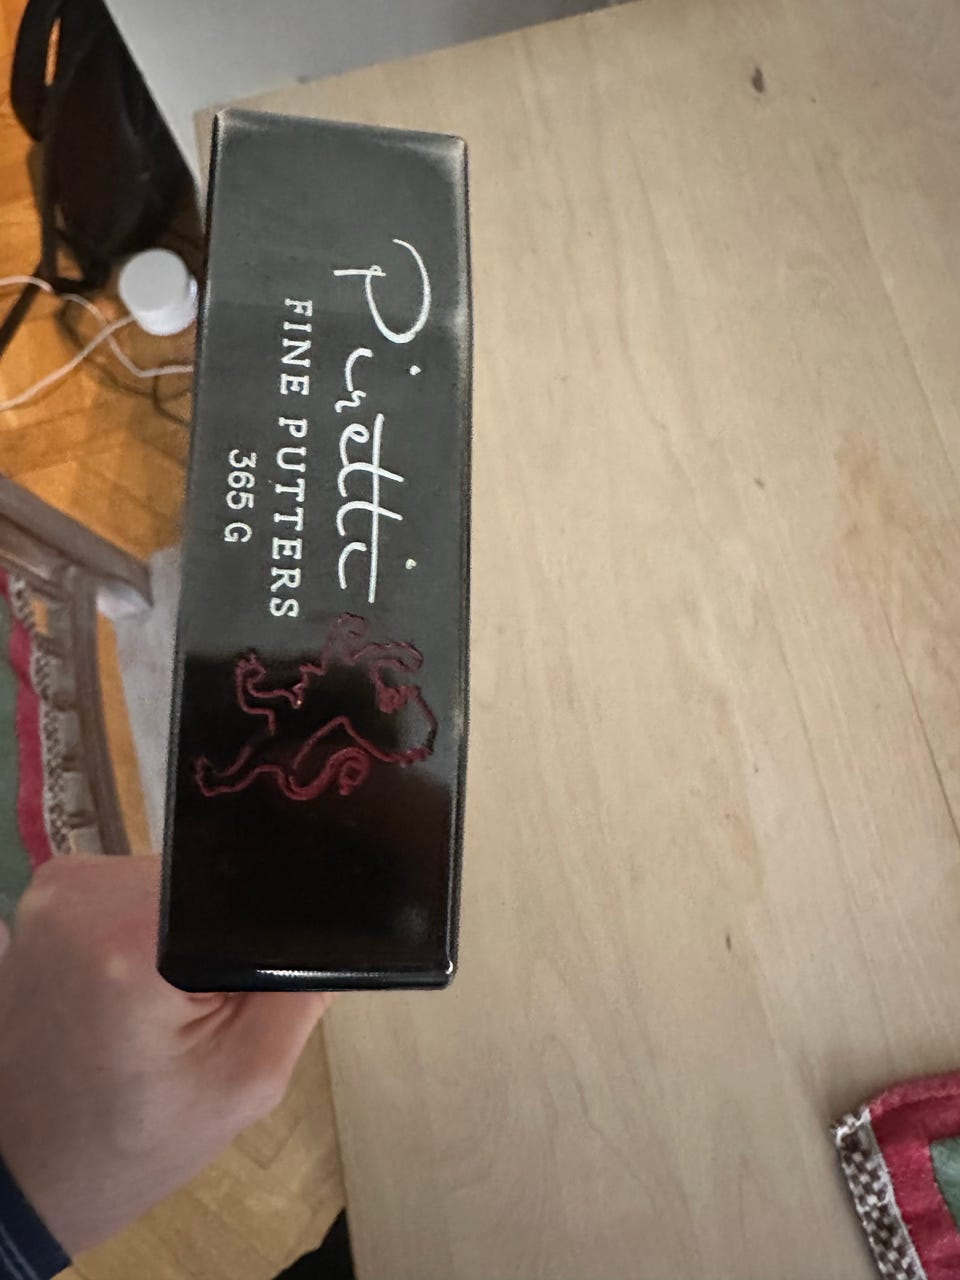 Piretti
FINE PUTTERS
365 G